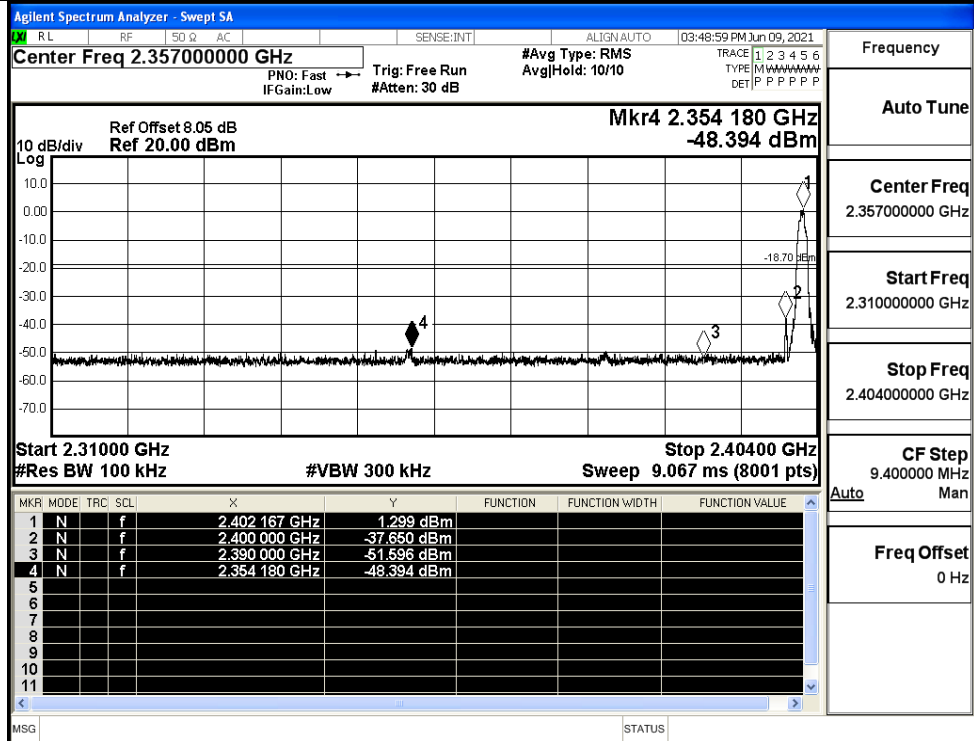 Agilent Spectrum Analyzer - Swept SA
LXI RL RF 50 Ω AC SENSE:INT ALIGNAUTO 03:48:59 PM Jun 09, 2021
Center Freq 2.357000000 GHz
PNO: Fast
IFGain:Low
Trig: Free Run
#Atten: 30 dB
#Avg Type: RMS
Avg|Hold: 10/10
TRACE 1 2 3 4 5 6
TYPE M WWWWW
DET P P P P P P
Mkr4 2.354 180 GHz
-48.394 dBm
Ref Offset 8.05 dB
10 dB/div Ref 20.00 dBm
Log
10.0
0.00
-10.0
-20.0
-30.0
-40.0
-50.0
-60.0
-70.0
1
-18.70 dBm
2
3
4
Start 2.31000 GHz Stop 2.40400 GHz
#Res BW 100 kHz #VBW 300 kHz Sweep 9.067 ms (8001 pts)
MKR MODE TRC SCL X Y FUNCTION FUNCTION WIDTH FUNCTION VALUE
1 N f 2.402 167 GHz 1.299 dBm
2 N f 2.400 000 GHz -37.650 dBm
3 N f 2.390 000 GHz -51.596 dBm
4 N f 2.354 180 GHz -48.394 dBm
5
6
7
8
9
10
11
MSG STATUS
Frequency
Auto Tune
Center Freq
2.357000000 GHz
Start Freq
2.310000000 GHz
Stop Freq
2.404000000 GHz
CF Step
9.400000 MHz
Auto Man
Freq Offset
0 Hz